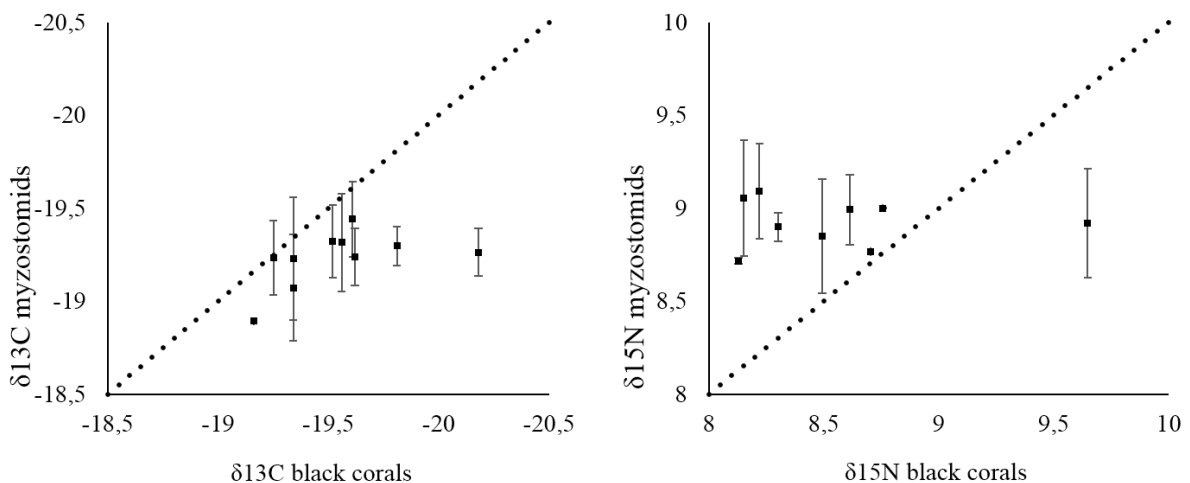 -20,5
-20
-19,5
-19
-18,5
δ13C myzostomids
-18,5 -19 -19,5 -20 -20,5
δ13C black corals
10
9,5
9
8,5
8
δ15N myzostomids
8 8,5 9 9,5 10
δ15N black corals